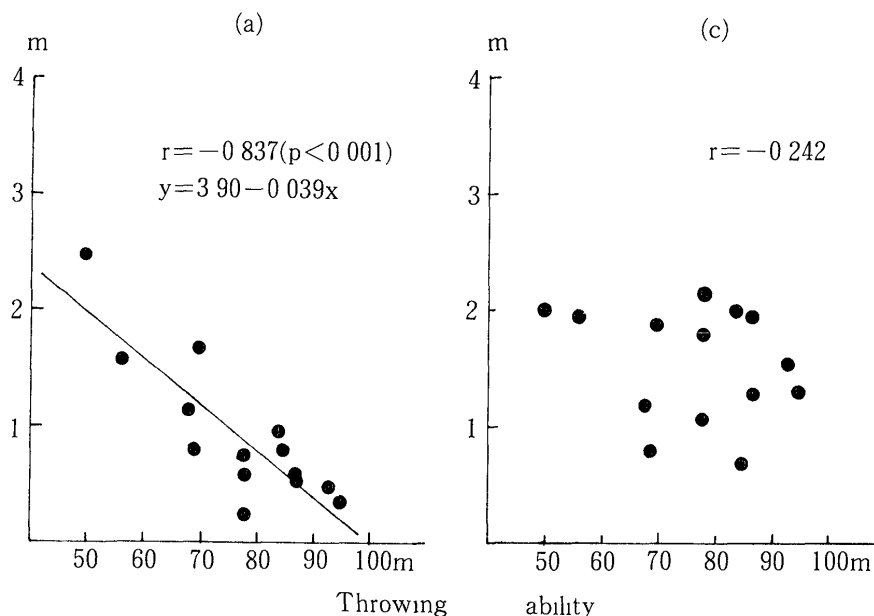 (a)
m
4
3
2
1
r=−0 837(p<0 001)
y=3 90−0 039x
50 60 70 80 90 100m
(c)
m
4
3
2
1
r=−0 242
50 60 70 80 90 100m
Throwing ability